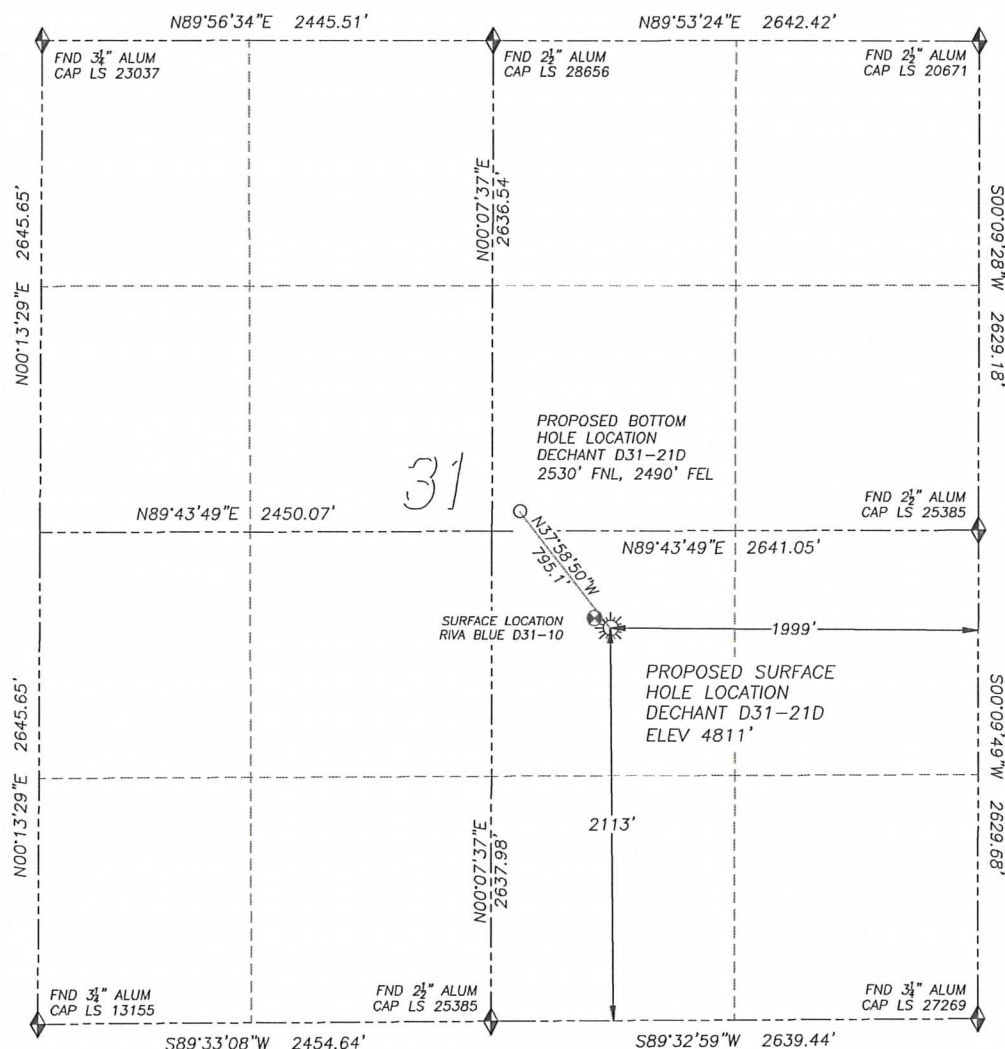 N89°56'34"E 2445.51'
N89°53'24"E 2642.42'
FND 3¼" ALUM
CAP LS 23037
FND 2½" ALUM
CAP LS 28656
FND 2½" ALUM
CAP LS 20671
N00°13'29"E 2645.65'
N00°07'37"E
2636.54'
S00°09'28"W 2629.18'
PROPOSED BOTTOM
HOLE LOCATION
DECHANT D31-21D
2530' FNL, 2490' FEL
31
FND 2½" ALUM
CAP LS 25385
N89°43'49"E 2450.07'
N89°43'49"E 2641.05'
N37°58'50"W
795.1'
SURFACE LOCATION
RIVA BLUE D31-10
1999'
PROPOSED SURFACE
HOLE LOCATION
DECHANT D31-21D
ELEV 4811'
N00°13'29"E 2645.65'
S00°09'49"W 2629.68'
2113'
N00°07'37"E
2637.98'
FND 3¼" ALUM
CAP LS 13155
FND 2½" ALUM
CAP LS 25385
FND 3¼" ALUM
CAP LS 27269
S89°33'08"W 2454.64'
S89°32'59"W 2639.44'